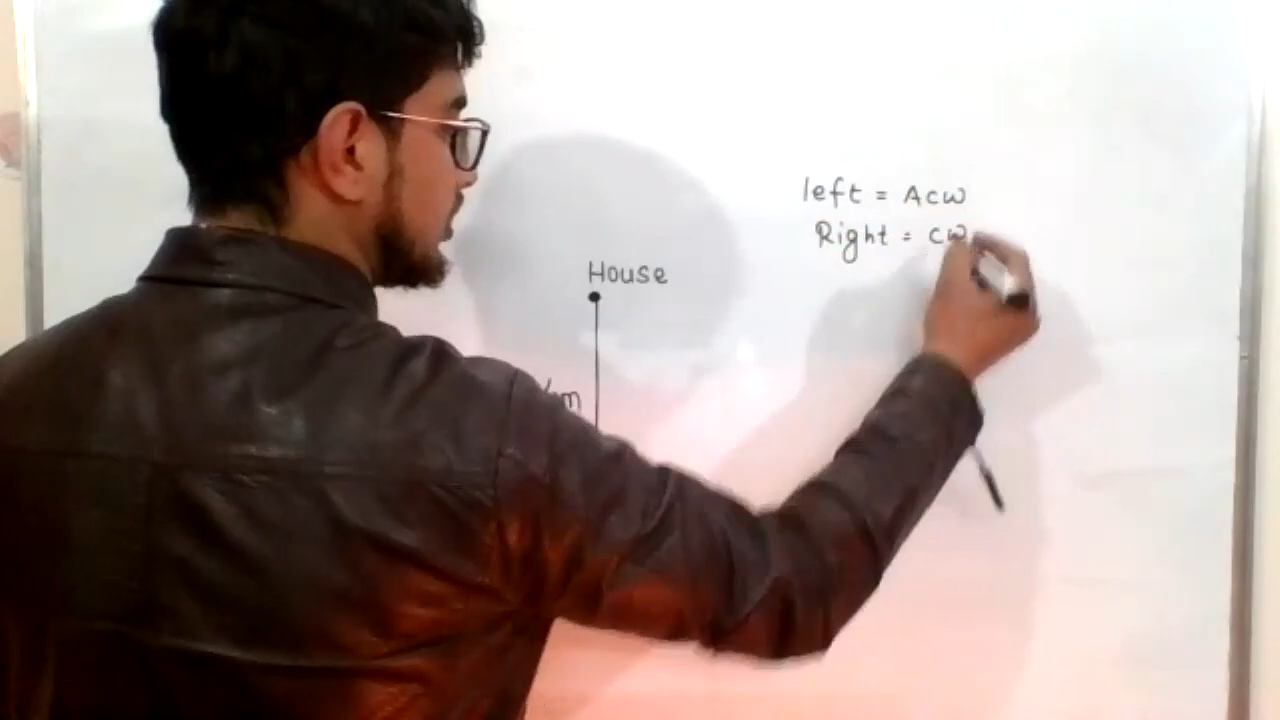 left = ACW
Right = CW
House